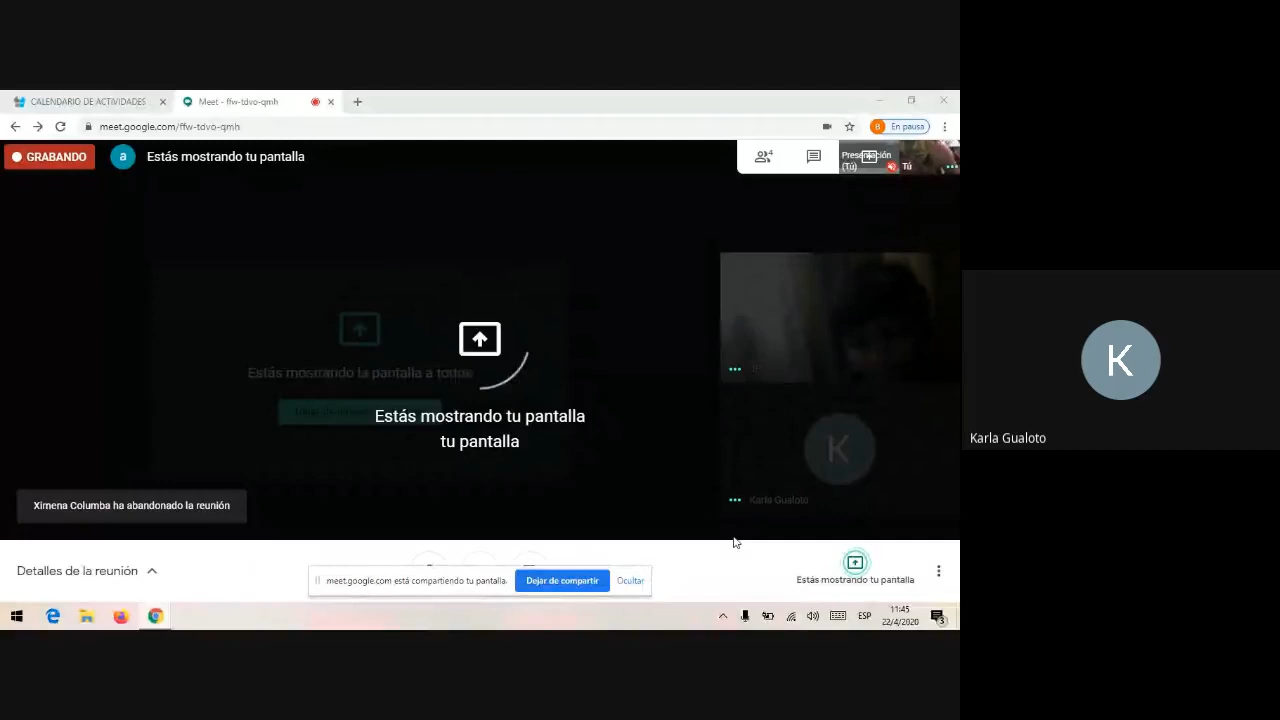 CALENDARIO DE ACTIVIDADES
Meet - ffw-tdvo-qmh
meet.google.com/ffw-tdvo-qmh
B
En pausa
GRABANDO
a
Estás mostrando tu pantalla
4
Presentación
(Tú)
Tú
Estás mostrando la pantalla a todos
Estás mostrando tu pantalla
tu pantalla
K
Karla Gualoto
K
Karla Gualoto
Ximena Columba ha abandonado la reunión
Detalles de la reunión
meet.google.com está compartiendo tu pantalla.
Dejar de compartir
Ocultar
Estás mostrando tu pantalla
ESP
11:45
22/4/2020
3